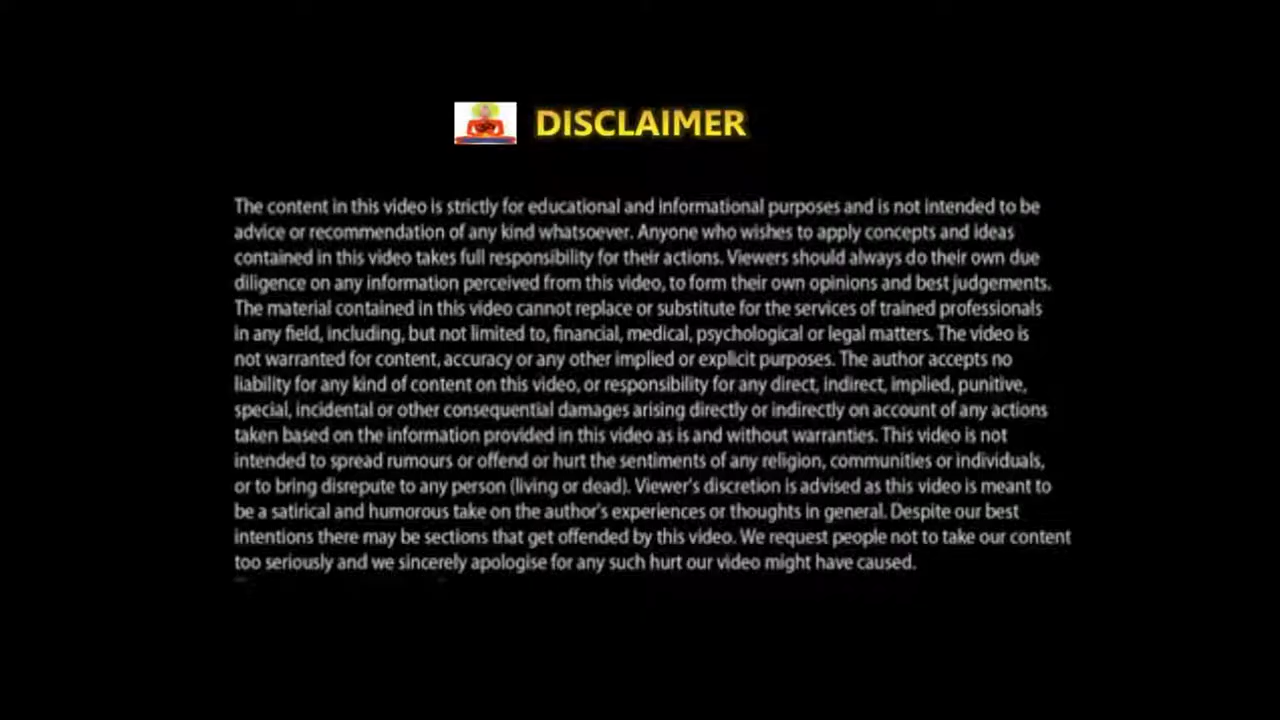 DISCLAIMER
The content in this video is strictly for educational and informational purposes and is not intended to be
advice or recommendation of any kind whatsoever. Anyone who wishes to apply concepts and ideas
contained in this video takes full responsibility for their actions. Viewers should always do their own due
diligence on any information perceived from this video, to form their own opinions and best judgements.
The material contained in this video cannot replace or substitute for the services of trained professionals
in any field, including, but not limited to, financial, medical, psychological or legal matters. The video is
not warranted for content, accuracy or any other implied or explicit purposes. The author accepts no
liability for any kind of content on this video, or responsibility for any direct, indirect, implied, punitive,
special, incidental or other consequential damages arising directly or indirectly on account of any actions
taken based on the information provided in this video as is and without warranties. This video is not
intended to spread rumours or offend or hurt the sentiments of any religion, communities or individuals,
or to bring disrepute to any person (living or dead). Viewer's discretion is advised as this video is meant to
be a satirical and humorous take on the author's experiences or thoughts in general. Despite our best
intentions there may be sections that get offended by this video. We request people not to take our content
too seriously and we sincerely apologise for any such hurt our video might have caused.